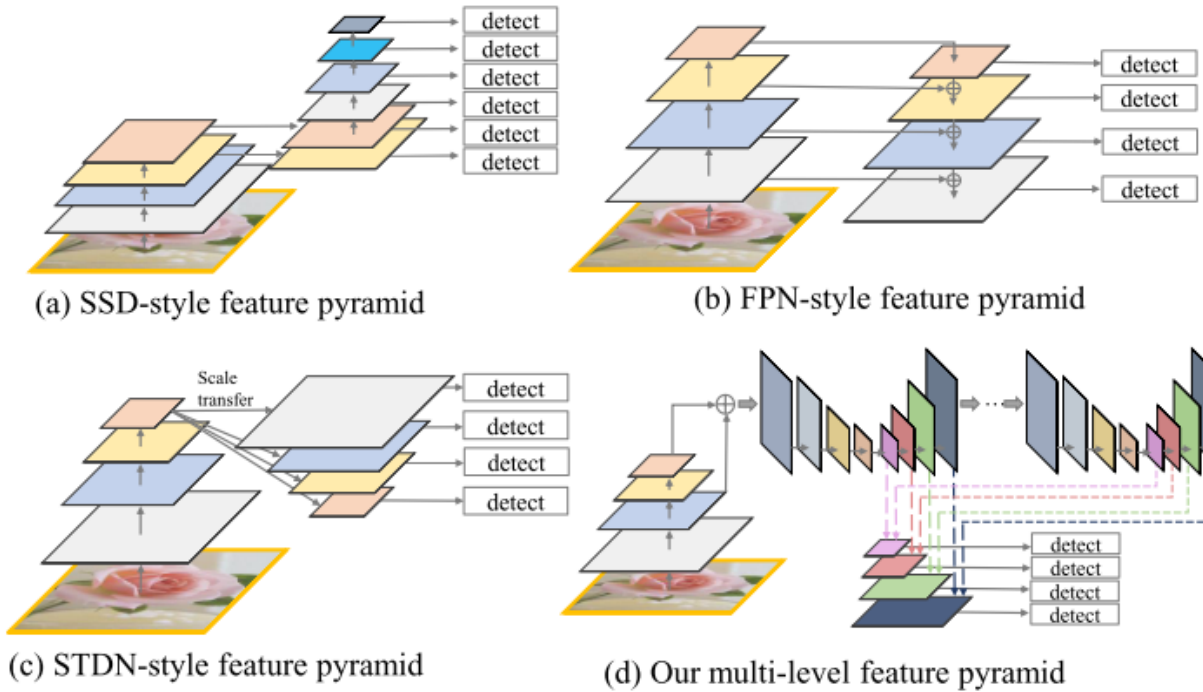 detect
detect
detect
detect
detect
detect
(a) SSD-style feature pyramid
detect
detect
detect
detect
(b) FPN-style feature pyramid
Scale
transfer
detect
detect
detect
detect
(c) STDN-style feature pyramid
...
detect
detect
detect
detect
(d) Our multi-level feature pyramid